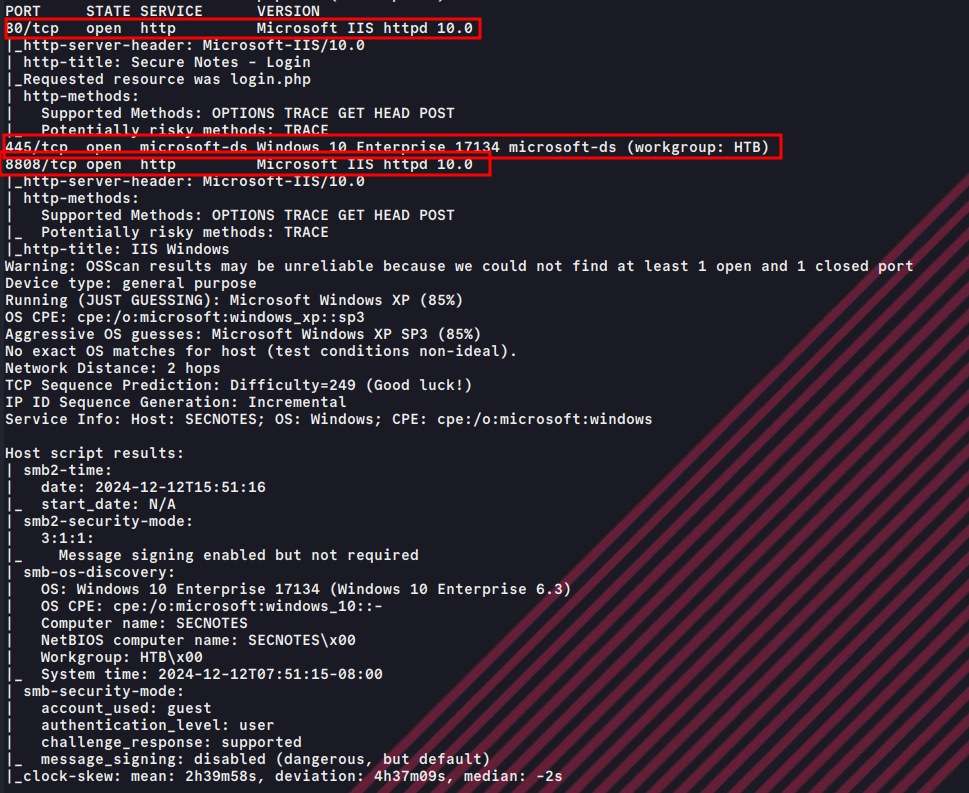 PORT     STATE SERVICE      VERSION
80/tcp   open  http         Microsoft IIS httpd 10.0
|_http-server-header: Microsoft-IIS/10.0
| http-title: Secure Notes - Login
|_Requested resource was login.php
| http-methods:
|   Supported Methods: OPTIONS TRACE GET HEAD POST
|_  Potentially risky methods: TRACE
445/tcp  open  microsoft-ds Windows 10 Enterprise 17134 microsoft-ds (workgroup: HTB)
8808/tcp open  http         Microsoft IIS httpd 10.0
|_http-server-header: Microsoft-IIS/10.0
| http-methods:
|   Supported Methods: OPTIONS TRACE GET HEAD POST
|_  Potentially risky methods: TRACE
|_http-title: IIS Windows
Warning: OSScan results may be unreliable because we could not find at least 1 open and 1 closed port
Device type: general purpose
Running (JUST GUESSING): Microsoft Windows XP (85%)
OS CPE: cpe:/o:microsoft:windows_xp::sp3
Aggressive OS guesses: Microsoft Windows XP SP3 (85%)
No exact OS matches for host (test conditions non-ideal).
Network Distance: 2 hops
TCP Sequence Prediction: Difficulty=249 (Good luck!)
IP ID Sequence Generation: Incremental
Service Info: Host: SECNOTES; OS: Windows; CPE: cpe:/o:microsoft:windows

Host script results:
| smb2-time:
|   date: 2024-12-12T15:51:16
|_  start_date: N/A
| smb2-security-mode:
|   3:1:1:
|_    Message signing enabled but not required
| smb-os-discovery:
|   OS: Windows 10 Enterprise 17134 (Windows 10 Enterprise 6.3)
|   OS CPE: cpe:/o:microsoft:windows_10::-
|   Computer name: SECNOTES
|   NetBIOS computer name: SECNOTES\x00
|   Workgroup: HTB\x00
|_  System time: 2024-12-12T07:51:15-08:00
| smb-security-mode:
|   account_used: guest
|   authentication_level: user
|   challenge_response: supported
|_  message_signing: disabled (dangerous, but default)
|_clock-skew: mean: 2h39m58s, deviation: 4h37m09s, median: -2s